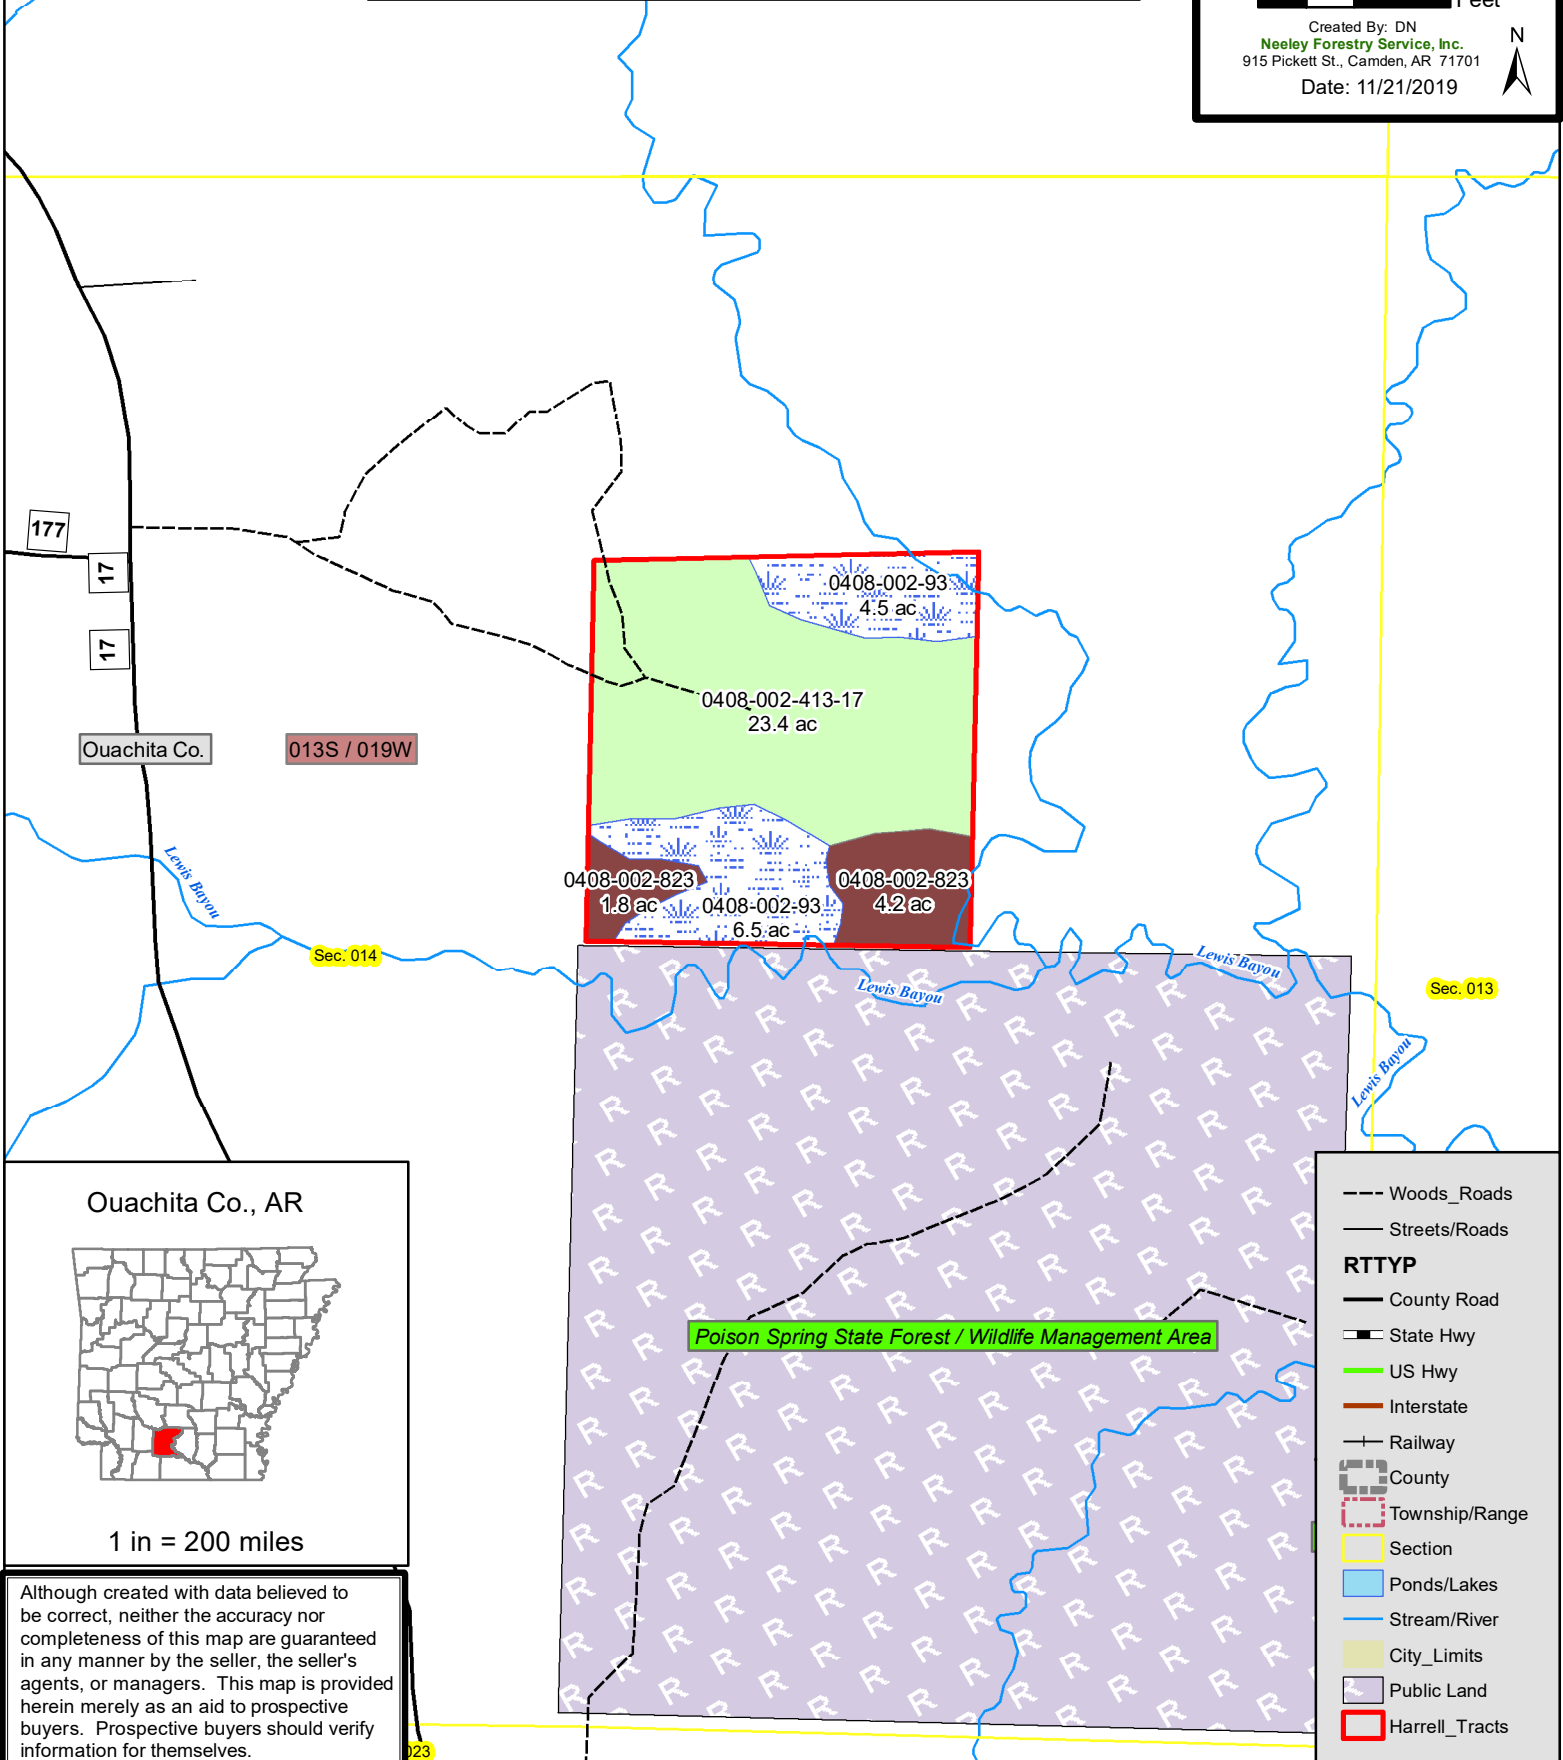 Feet
Created By: DN
Neeley Forestry Service, Inc.
915 Pickett St., Camden, AR 71701
Date: 11/21/2019
N
177
17
17
0408-002-93
4.5 ac
0408-002-413-17
23.4 ac
Ouachita Co.
013S / 019W
Lewis Bayou
0408-002-823
1.8 ac
0408-002-93
6.5 ac
0408-002-823
4.2 ac
Sec. 014
Lewis Bayou
Lewis Bayou
Sec. 013
Lewis Bayou
Poison Spring State Forest / Wildlife Management Area
Ouachita Co., AR
1 in = 200 miles
Although created with data believed to
be correct, neither the accuracy nor
completeness of this map are guaranteed
in any manner by the seller, the seller's
agents, or managers. This map is provided
herein merely as an aid to prospective
buyers. Prospective buyers should verify
information for themselves.
023
Woods_Roads
Streets/Roads
RTTYP
County Road
State Hwy
US Hwy
Interstate
Railway
County
Township/Range
Section
Ponds/Lakes
Stream/River
City_Limits
Public Land
Harrell_Tracts